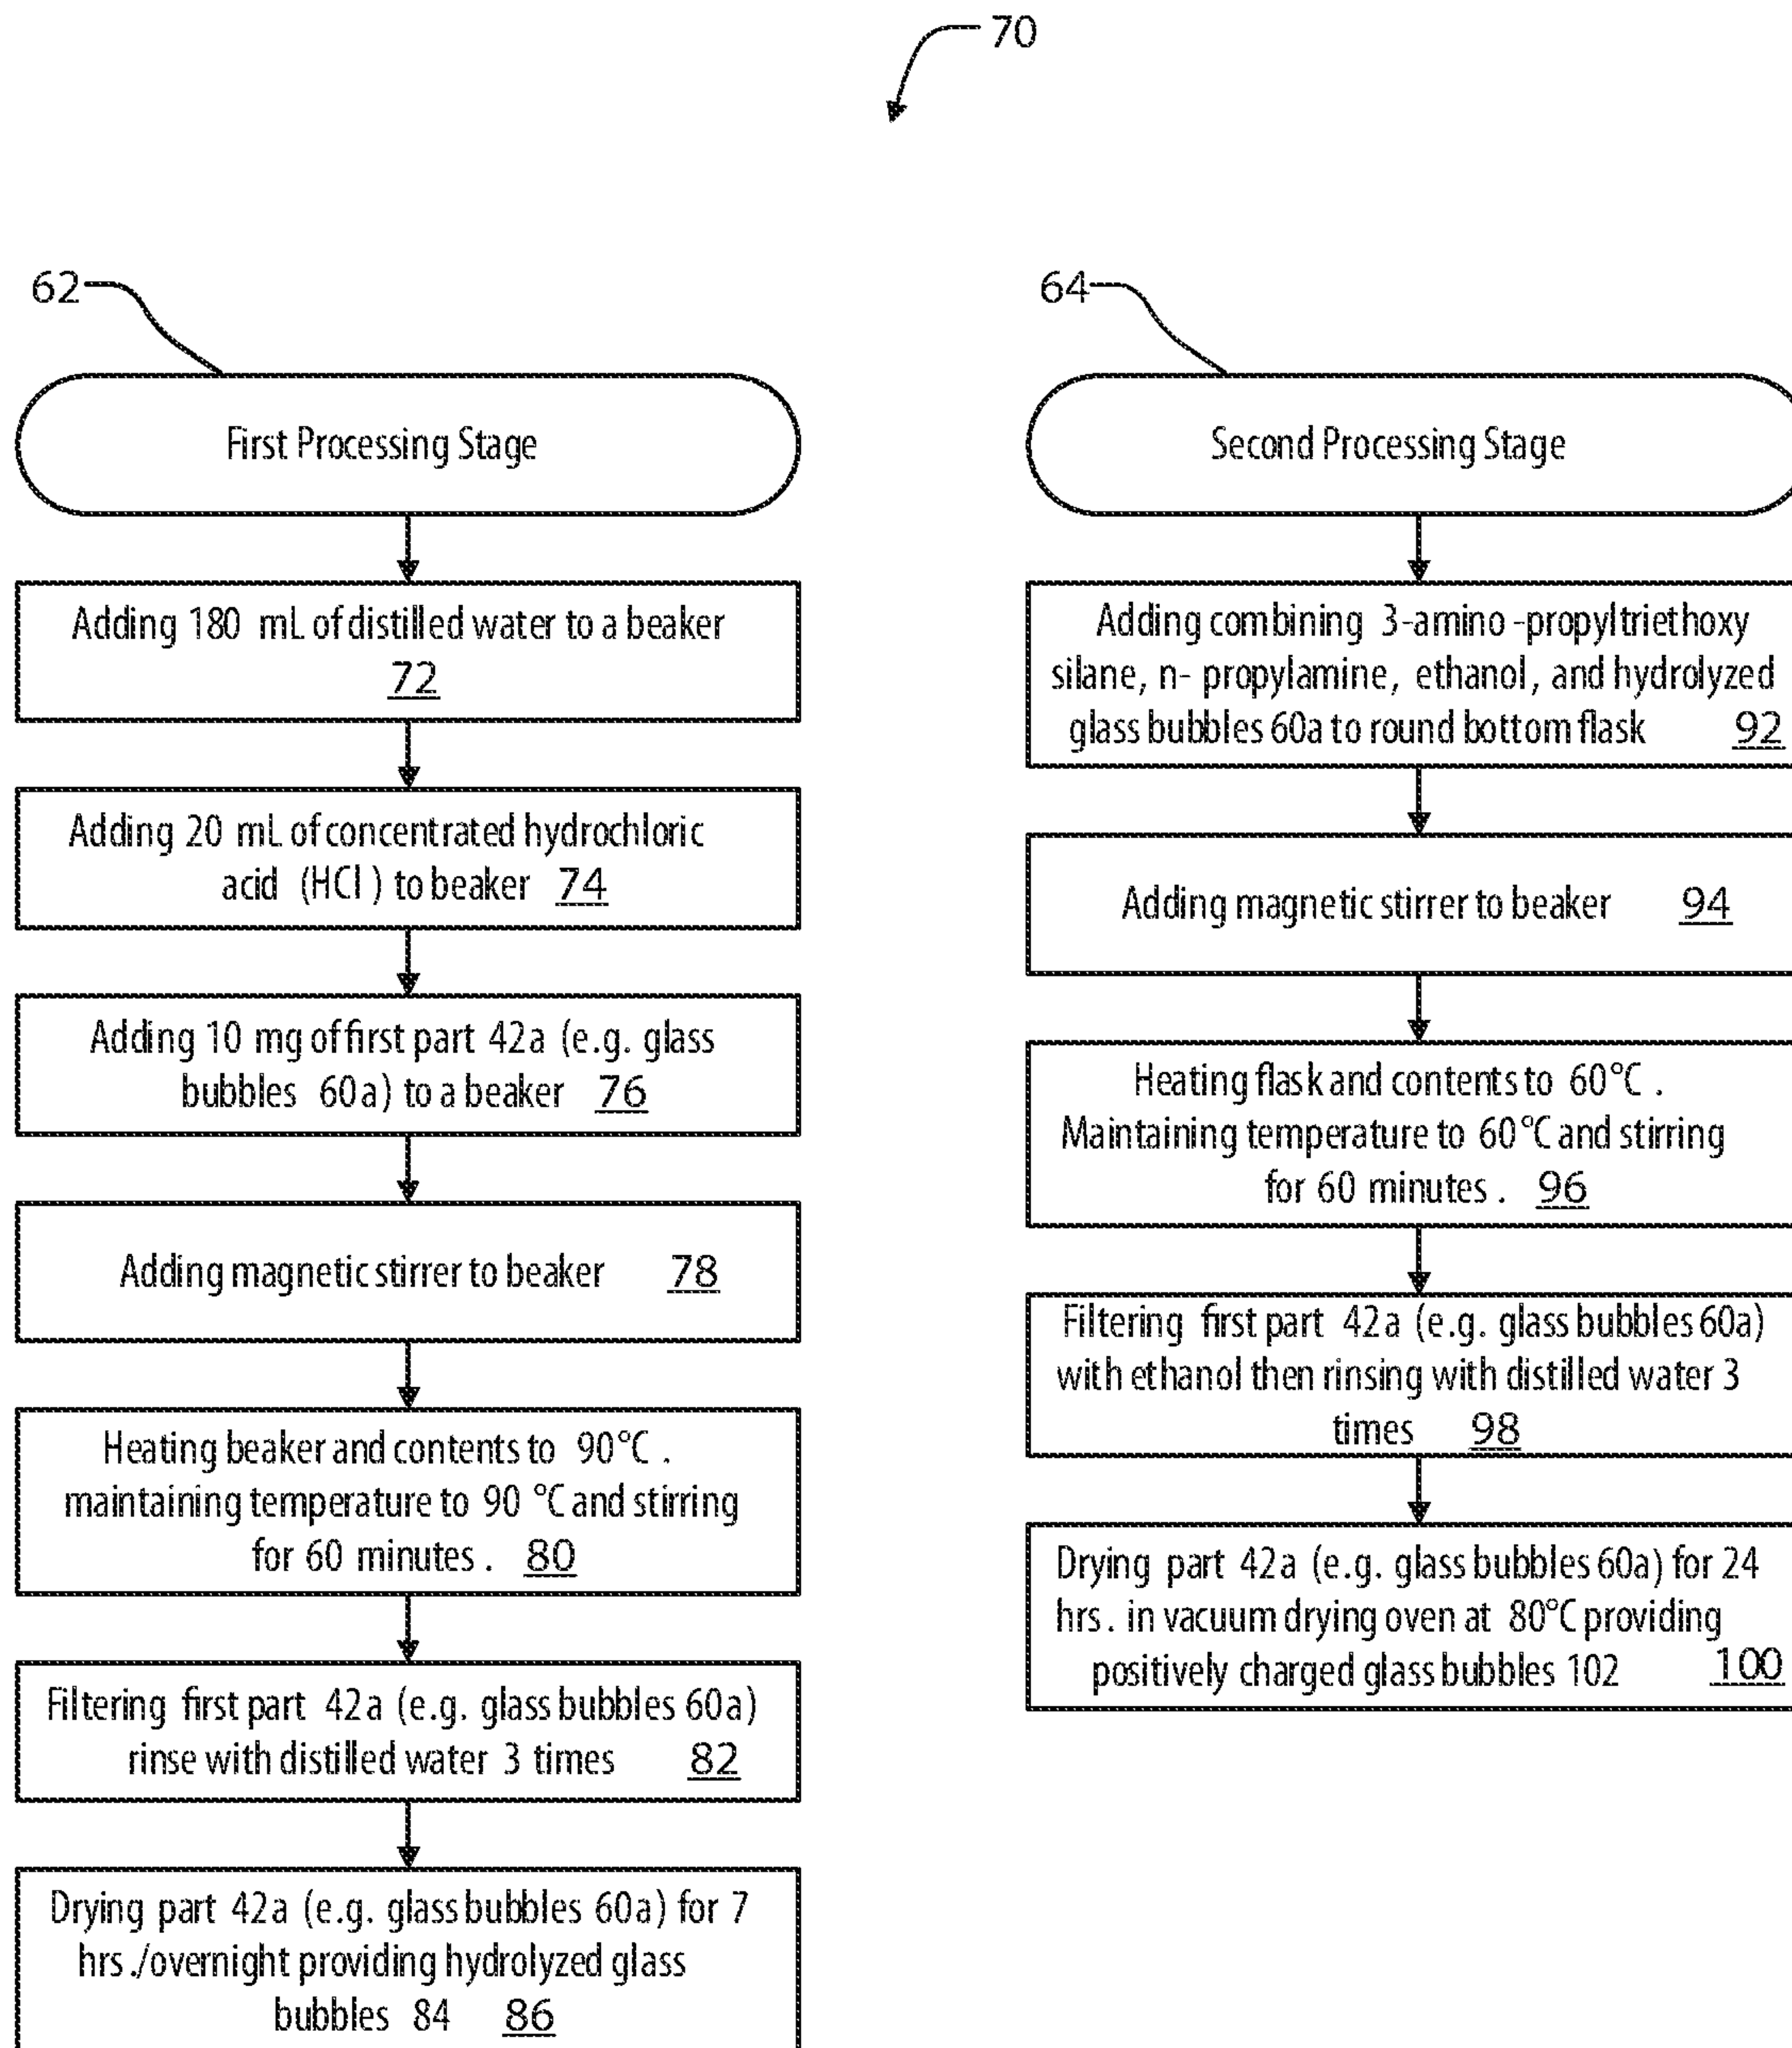 70
62
First Processing Stage
Adding 180 mL of distilled water to a beaker
72
Adding 20 mL of concentrated hydrochloric
acid (HCl) to beaker 74
Adding 10 mg of first part 42a (e.g. glass
bubbles 60a) to a beaker 76
Adding magnetic stirrer to beaker 78
Heating beaker and contents to 90°C.
maintaining temperature to 90 °C and stirring
for 60 minutes. 80
Filtering first part 42a (e.g. glass bubbles 60a)
rinse with distilled water 3 times 82
Drying part 42a (e.g. glass bubbles 60a) for 7
hrs./overnight providing hydrolyzed glass
bubbles 84 86
64
Second Processing Stage
Adding combining 3-amino-propyltriethoxy
silane, n- propylamine, ethanol, and hydrolyzed
glass bubbles 60a to round bottom flask 92
Adding magnetic stirrer to beaker 94
Heating flask and contents to 60°C.
Maintaining temperature to 60°C and stirring
for 60 minutes. 96
Filtering first part 42a (e.g. glass bubbles 60a)
with ethanol then rinsing with distilled water 3
times 98
Drying part 42a (e.g. glass bubbles 60a) for 24
hrs. in vacuum drying oven at 80°C providing
positively charged glass bubbles 102 100